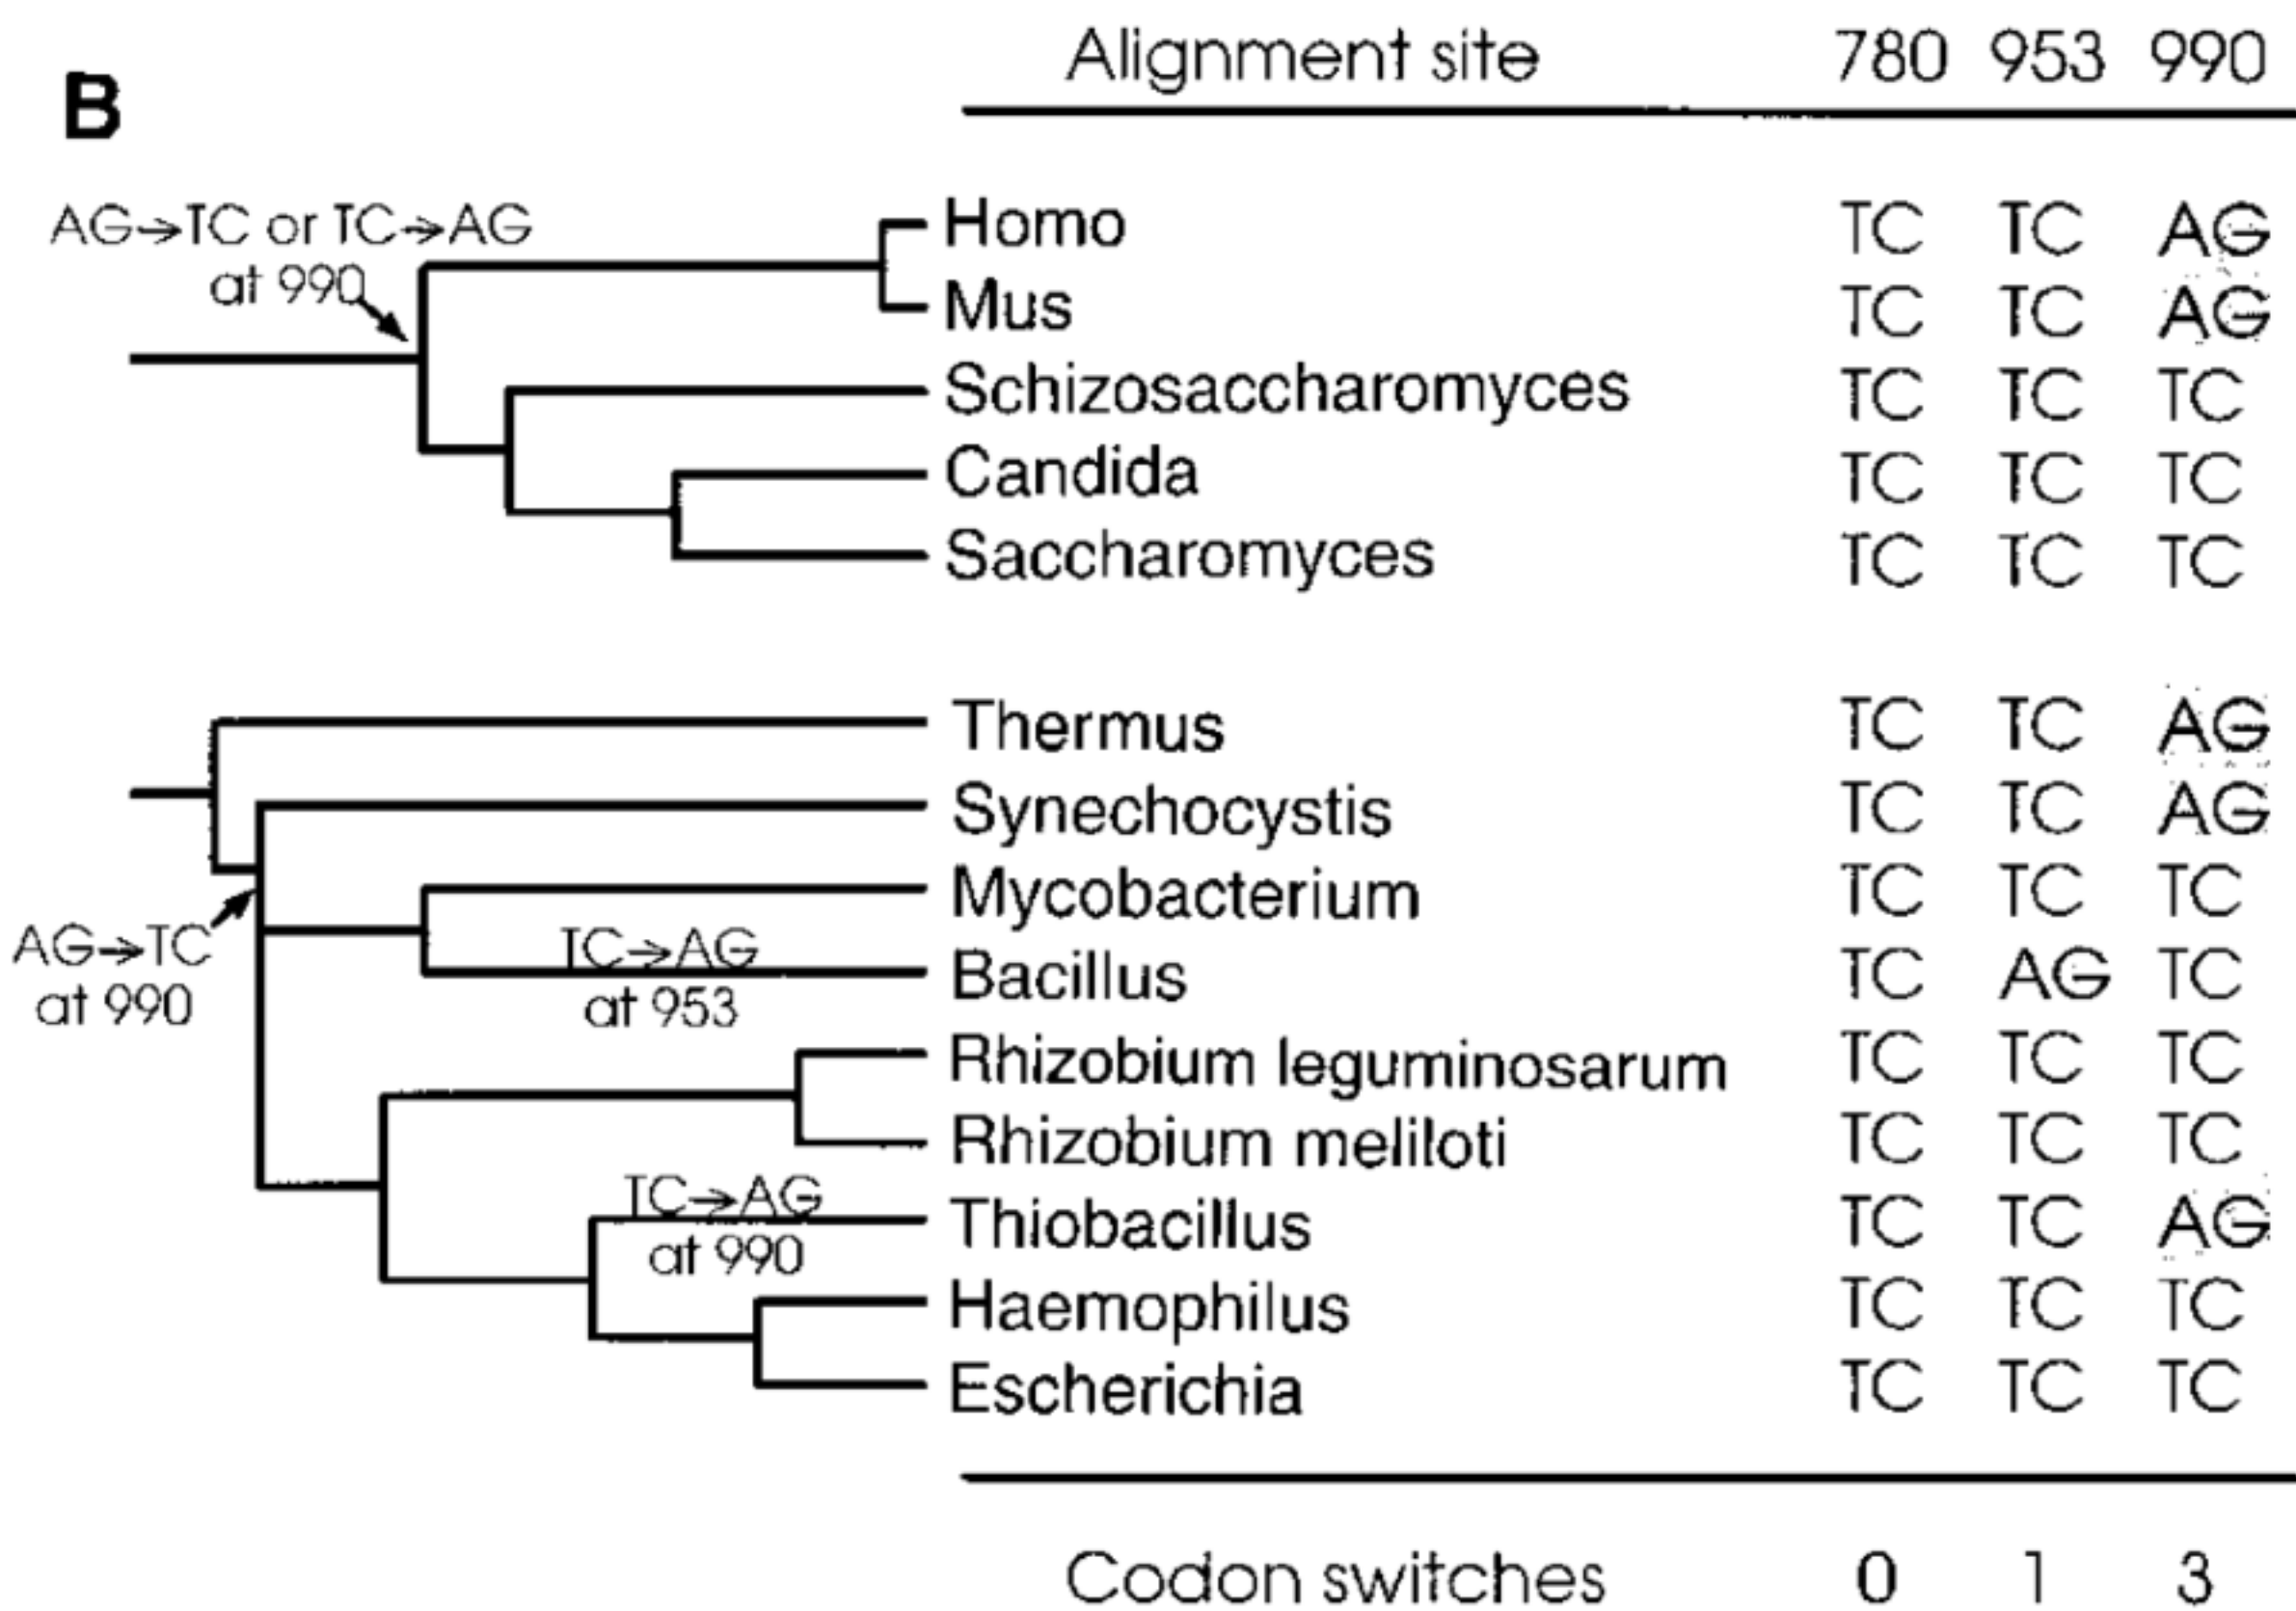 B
Alignment site 780 953 990
AG→TC or TC→AG
at 990
Homo TC TC AG
Mus TC TC AG
Schizosaccharomyces TC TC TC
Candida TC TC TC
Saccharomyces TC TC TC
Thermus TC TC AG
Synechocystis TC TC AG
Mycobacterium TC TC TC
AG→TC
at 990
TC→AG
at 953
Bacillus TC AG TC
Rhizobium leguminosarum TC TC TC
Rhizobium meliloti TC TC TC
TC→AG
at 990
Thiobacillus TC TC AG
Haemophilus TC TC TC
Escherichia TC TC TC
Codon switches 0 1 3